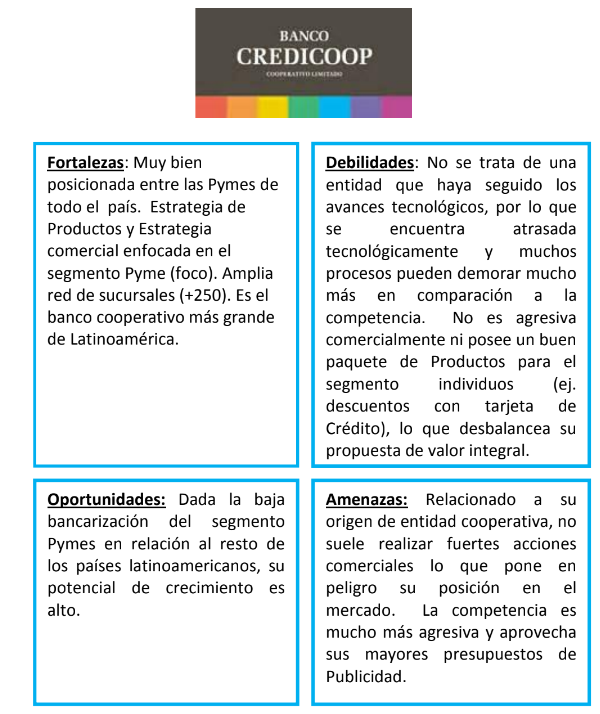 BANCO
CREDICOOP
COOPERATIVO LIMITADO
Fortalezas: Muy bien
posicionada entre las Pymes de
todo el país. Estrategia de
Productos y Estrategia
comercial enfocada en el
segmento Pyme (foco). Amplia
red de sucursales (+250). Es el
banco cooperativo más grande
de Latinoamérica.
Debilidades: No se trata de una
entidad que haya seguido los
avances tecnológicos, por lo que
se encuentra atrasada
tecnológicamente y muchos
procesos pueden demorar mucho
más en comparación a la
competencia. No es agresiva
comercialmente ni posee un buen
paquete de Productos para el
segmento individuos (ej.
descuentos con tarjeta de
Crédito), lo que desbalancea su
propuesta de valor integral.
Oportunidades: Dada la baja
bancarización del segmento
Pymes en relación al resto de
los países latinoamericanos, su
potencial de crecimiento es
alto.
Amenazas: Relacionado a su
origen de entidad cooperativa, no
suele realizar fuertes acciones
comerciales lo que pone en
peligro su posición en el
mercado. La competencia es
mucho más agresiva y aprovecha
sus mayores presupuestos de
Publicidad.